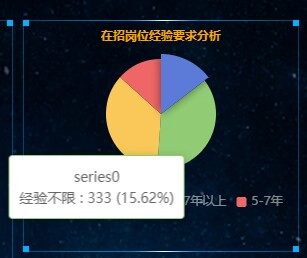 在招岗位经验要求分析
series0
经验不限 : 333 (15.62%)
7年以上 5-7年